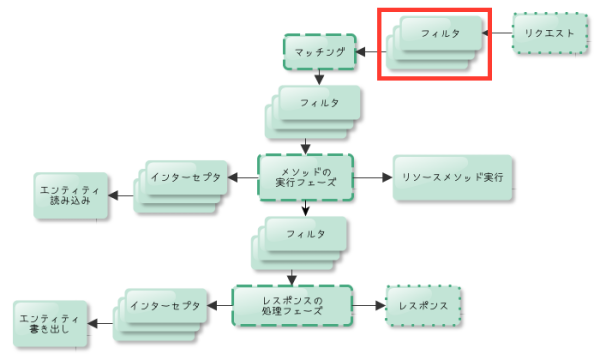 フィルタ
リクエスト
マッチング
フィルタ
インターセプタ
メソッドの
実行フェーズ
リソースメソッド実行
エンティティ
読み込み
フィルタ
インターセプタ
レスポンスの
処理フェーズ
レスポンス
エンティティ
書き出し